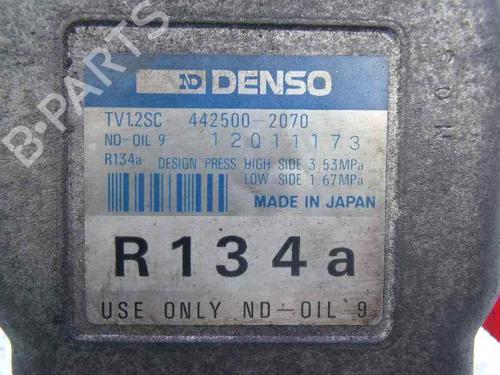 B-PARTS
ND DENSO
TV12SC 442500-2070
ND-OIL 9 12Q11173
R134a DESIGN PRESS HIGH SIDE 3.53MPa
LOW SIDE 1.67MPa
MADE IN JAPAN
R134a
USE ONLY ND-OIL 9